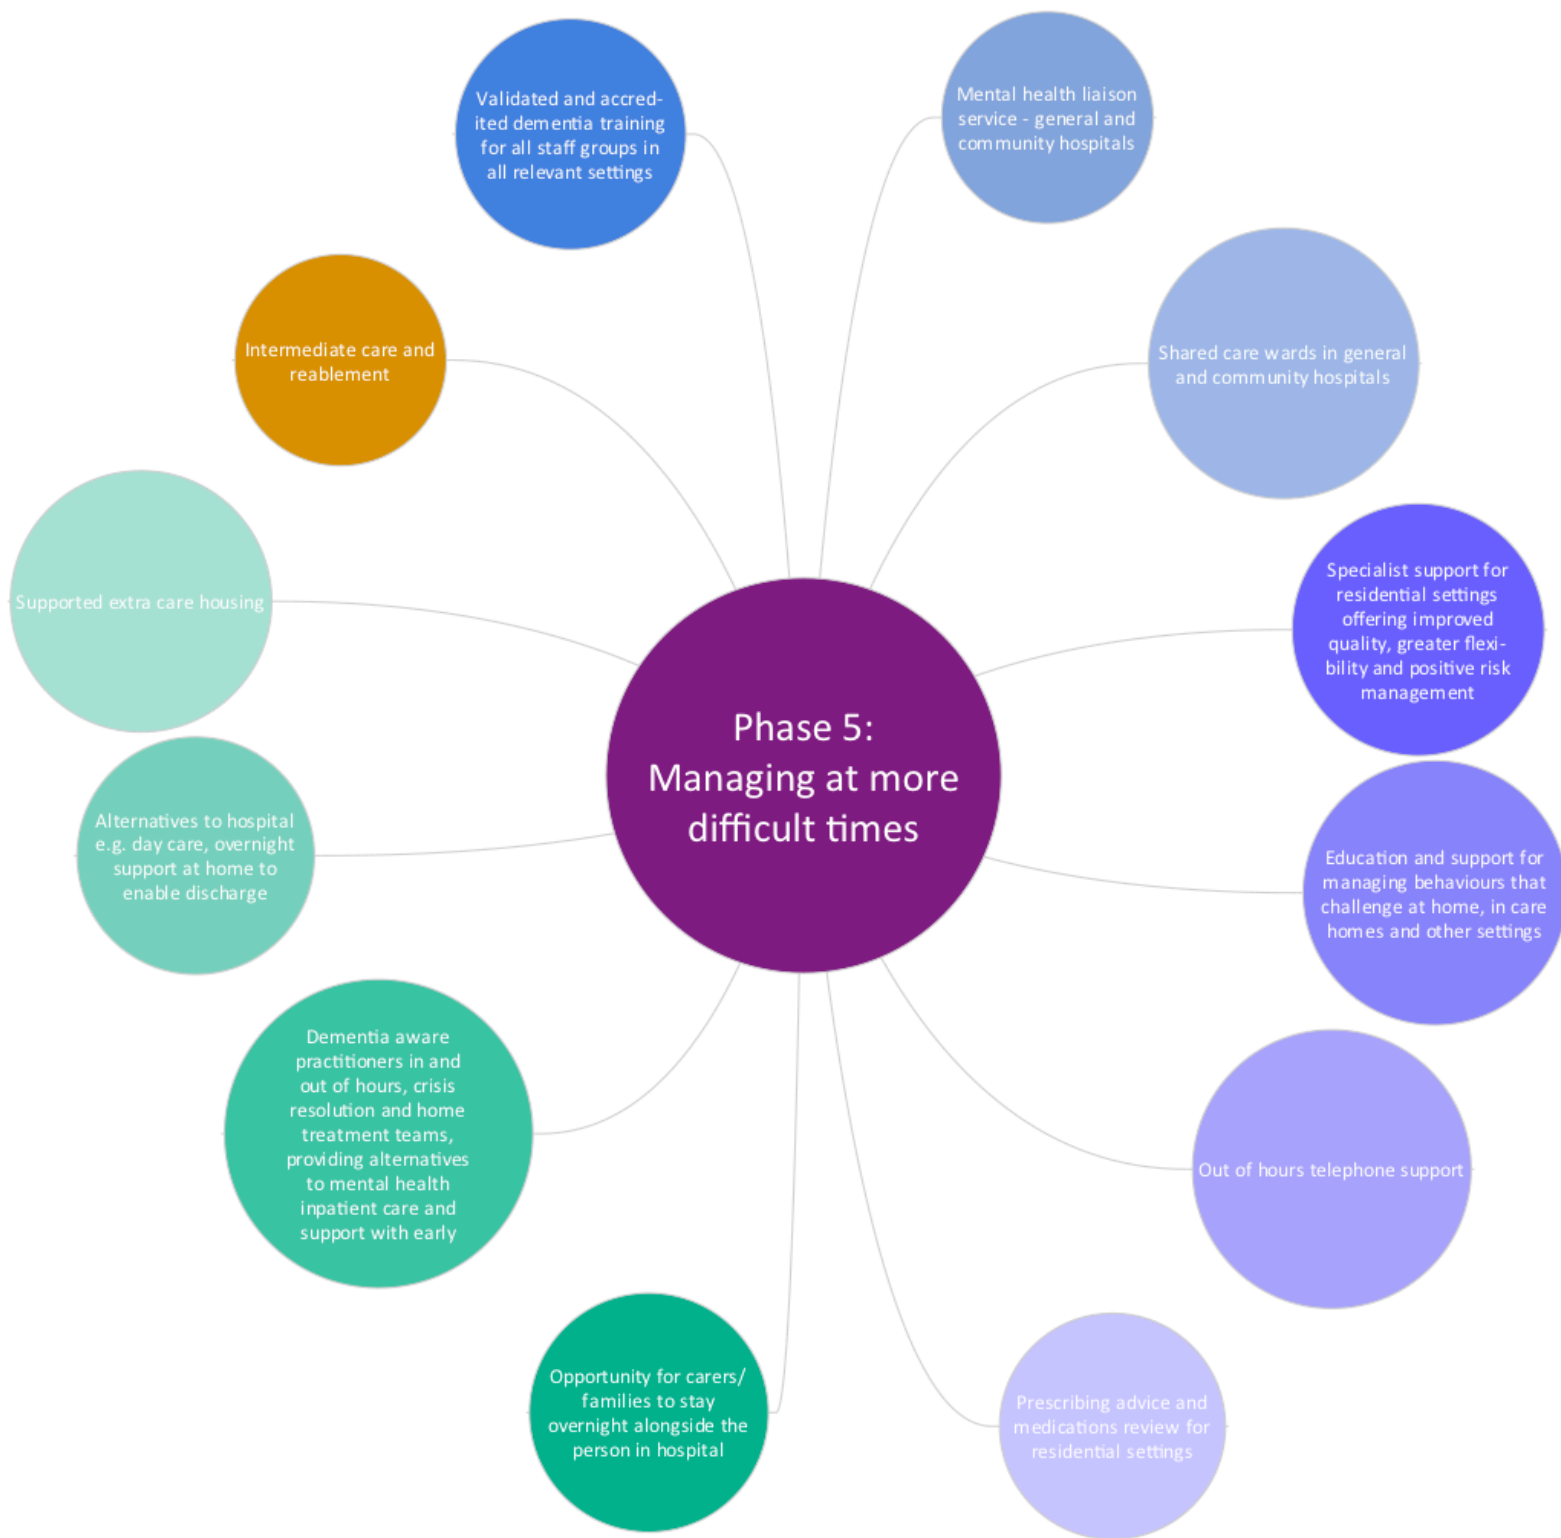 Phase 5:
Managing at more
difficult times
Mental health liaison
service - general and
community hospitals
Shared care wards in general
and community hospitals
Specialist support for
residential settings
offering improved
quality, greater flexi-
bility and positive risk
management
Education and support for
managing behaviours that
challenge at home, in care
homes and other settings
Out of hours telephone support
Prescribing advice and
medications review for
residential settings
Opportunity for carers/
families to stay
overnight alongside the
person in hospital
Dementia aware
practitioners in and
out of hours, crisis
resolution and home
treatment teams,
providing alternatives
to mental health
inpatient care and
support with early
Alternatives to hospital
e.g. day care, overnight
support at home to
enable discharge
Supported extra care housing
Intermediate care and
reablement
Validated and accred-
ited dementia training
for all staff groups in
all relevant settings